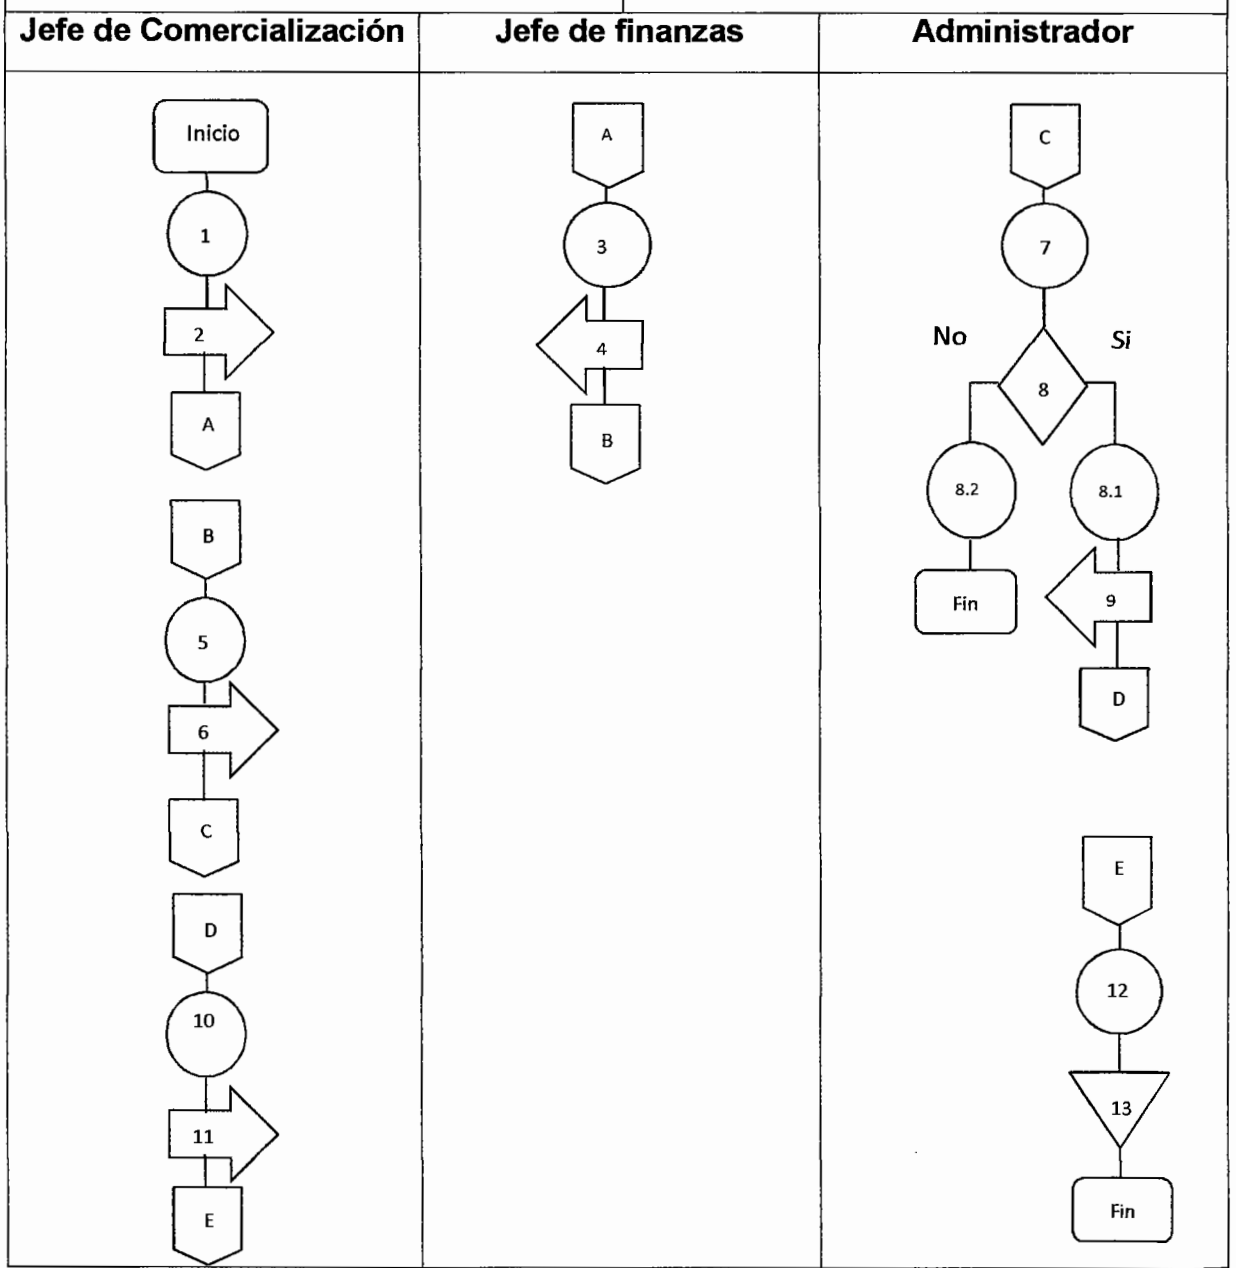 Jefe de Comercialización
Jefe de finanzas
Administrador
Inicio
1
2
A
B
5
6
C
D
10
11
E
A
3
4
B
C
7
No
Si
8
8.2
8.1
Fin
9
D
E
12
13
Fin